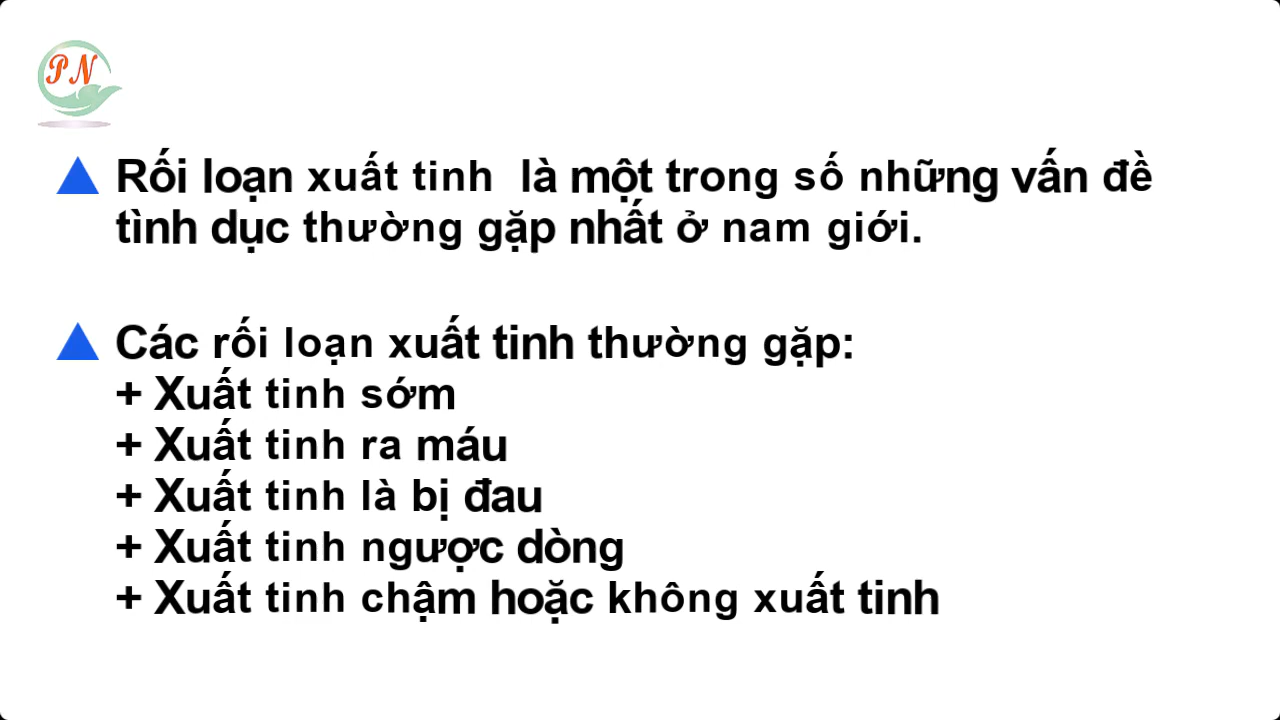 PN
Rối loạn xuất tinh là một trong số những vấn đề
tình dục thường gặp nhất ở nam giới.
Các rối loạn xuất tinh thường gặp:
+ Xuất tinh sớm
+ Xuất tinh ra máu
+ Xuất tinh là bị đau
+ Xuất tinh ngược dòng
+ Xuất tinh chậm hoặc không xuất tinh